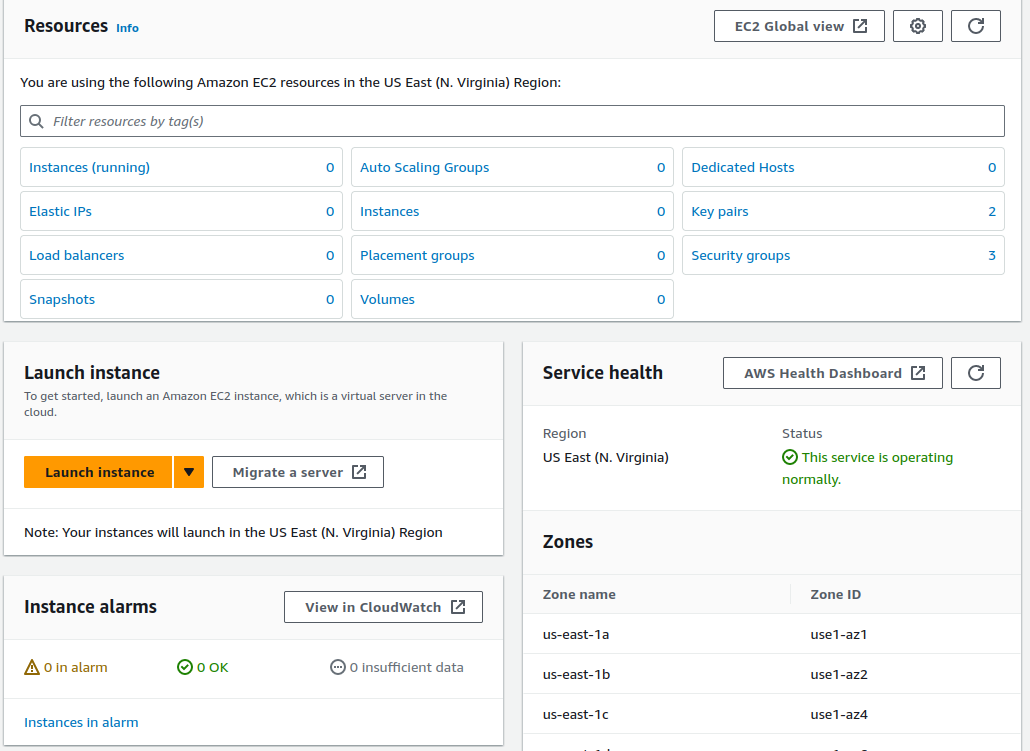 Resources Info
EC2 Global view
You are using the following Amazon EC2 resources in the US East (N. Virginia) Region:
Filter resources by tag(s)
Instances (running) 0
Auto Scaling Groups 0
Dedicated Hosts 0
Elastic IPs 0
Instances 0
Key pairs 2
Load balancers 0
Placement groups 0
Security groups 3
Snapshots 0
Volumes 0
Launch instance
To get started, launch an Amazon EC2 instance, which is a virtual server in the
cloud.
Launch instance
Migrate a server
Note: Your instances will launch in the US East (N. Virginia) Region
Instance alarms
View in CloudWatch
0 in alarm
0 OK
0 insufficient data
Instances in alarm
Service health
AWS Health Dashboard
Region
US East (N. Virginia)
Status
This service is operating
normally.
Zones
Zone name Zone ID
us-east-1a use1-az1
us-east-1b use1-az2
us-east-1c use1-az4